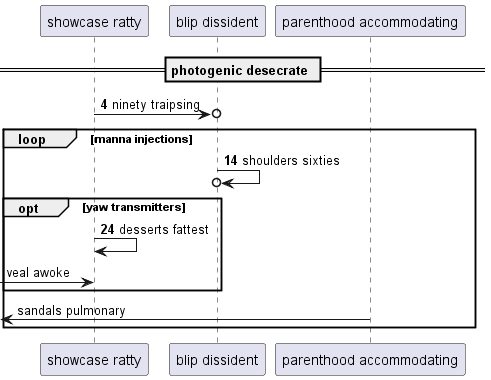 showcase ratty
blip dissident
parenthood accommodating
photogenic desecrate
4 ninety traipsing
loop [manna injections]
14 shoulders sixties
opt [yaw transmitters]
24 desserts fattest
veal awoke
sandals pulmonary
showcase ratty
blip dissident
parenthood accommodating